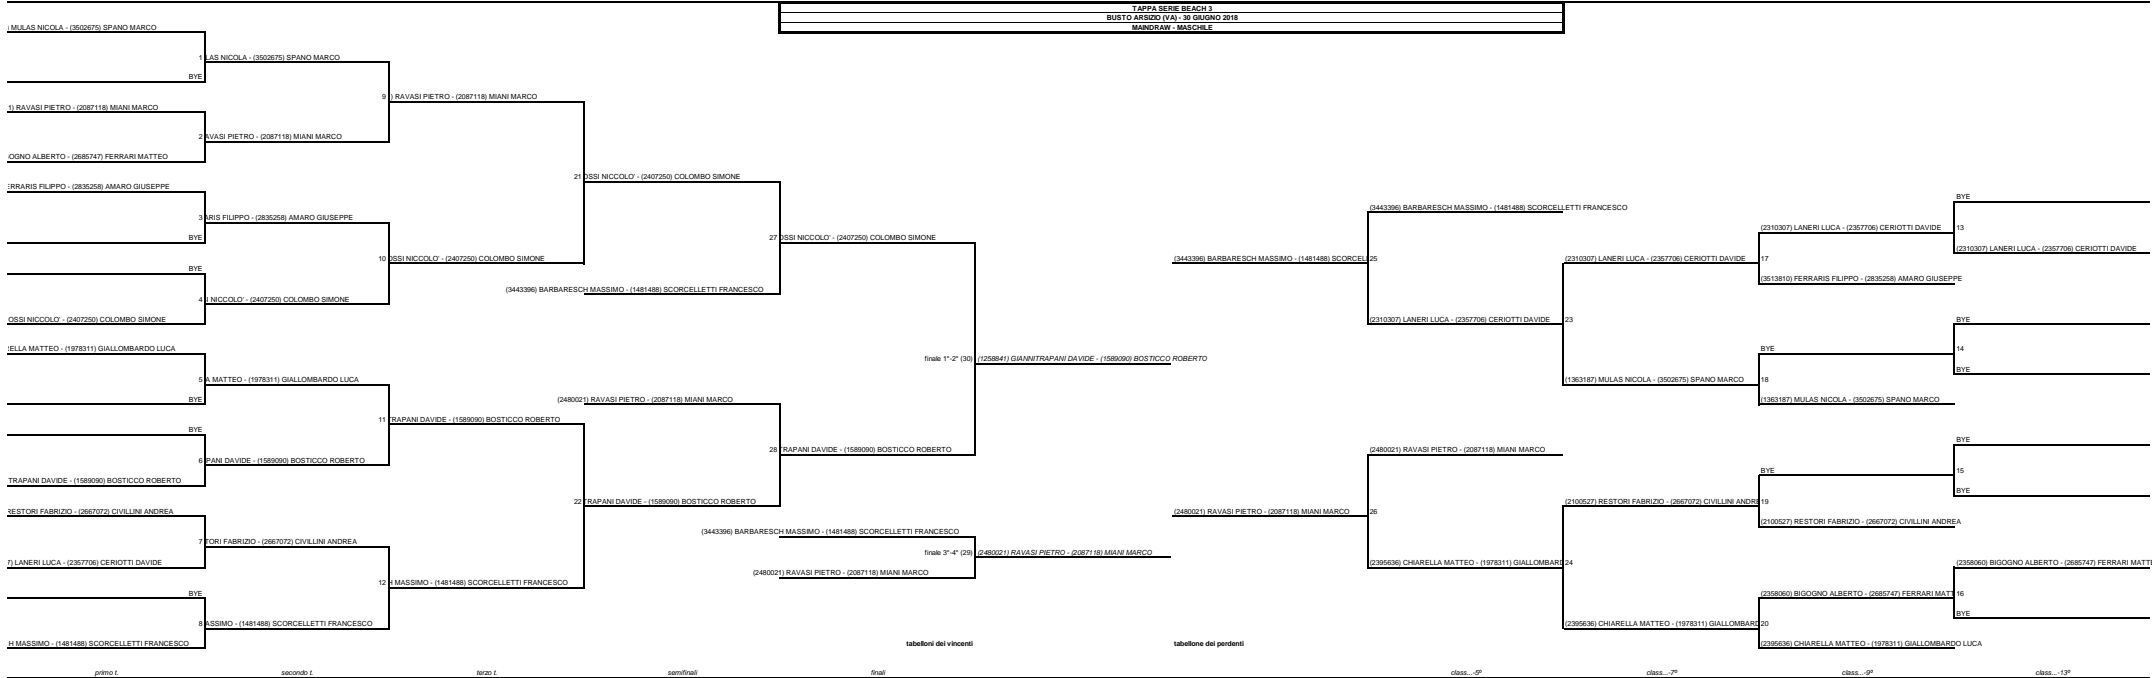 TAPPA SERIE BEACH 3
BUSTO ARSIZIO (VA) - 30 GIUGNO 2018
MAINDRAW - MASCHILE
MULAS NICOLA - (3502675) SPANO MARCO
1 LAS NICOLA - (3502675) SPANO MARCO
BYE
9 ) RAVASI PIETRO - (2087118) MIANI MARCO
1) RAVASI PIETRO - (2087118) MIANI MARCO
2 AVASI PIETRO - (2087118) MIANI MARCO
OGNO ALBERTO - (2685747) FERRARI MATTEO
21 OSSI NICCOLO' - (2407250) COLOMBO SIMONE
ERRARIS FILIPPO - (2835258) AMARO GIUSEPPE
3 ARIS FILIPPO - (2835258) AMARO GIUSEPPE
BYE
27 OSSI NICCOLO' - (2407250) COLOMBO SIMONE
10 OSSI NICCOLO' - (2407250) COLOMBO SIMONE
BYE
(3443396) BARBARESCH MASSIMO - (1481488) SCORCELLETTI FRANCESCO
4 I NICCOLO' - (2407250) COLOMBO SIMONE
OSSI NICCOLO' - (2407250) COLOMBO SIMONE
ELLA MATTEO - (1978311) GIALLOMBARDO LUCA
finale 1°-2° (30) (1258841) GIANNITRAPANI DAVIDE - (1589090) BOSTICCO ROBERTO
5 A MATTEO - (1978311) GIALLOMBARDO LUCA
BYE
(2480021) RAVASI PIETRO - (2087118) MIANI MARCO
11 TRAPANI DAVIDE - (1589090) BOSTICCO ROBERTO
BYE
28 TRAPANI DAVIDE - (1589090) BOSTICCO ROBERTO
6 PANI DAVIDE - (1589090) BOSTICCO ROBERTO
TRAPANI DAVIDE - (1589090) BOSTICCO ROBERTO
22 TRAPANI DAVIDE - (1589090) BOSTICCO ROBERTO
RESTORI FABRIZIO - (2667072) CIVILLINI ANDREA
(3443396) BARBARESCH MASSIMO - (1481488) SCORCELLETTI FRANCESCO
7 TORI FABRIZIO - (2667072) CIVILLINI ANDREA
finale 3°-4° (29) (2480021) RAVASI PIETRO - (2087118) MIANI MARCO
7) LANERI LUCA - (2357706) CERIOTTI DAVIDE
(2480021) RAVASI PIETRO - (2087118) MIANI MARCO
12 H MASSIMO - (1481488) SCORCELLETTI FRANCESCO
BYE
8 ASSIMO - (1481488) SCORCELLETTI FRANCESCO
H MASSIMO - (1481488) SCORCELLETTI FRANCESCO
BYE
(3443396) BARBARESCH MASSIMO - (1481488) SCORCELLETTI FRANCESCO
(2310307) LANERI LUCA - (2357706) CERIOTTI DAVIDE 13
(2310307) LANERI LUCA - (2357706) CERIOTTI DAVIDE
(3443396) BARBARESCH MASSIMO - (1481488) SCORCEL 25
(2310307) LANERI LUCA - (2357706) CERIOTTI DAVIDE 17
(3513810) FERRARIS FILIPPO - (2835258) AMARO GIUSEPPE
(2310307) LANERI LUCA - (2357706) CERIOTTI DAVIDE 23
BYE
BYE 14
BYE
(1363187) MULAS NICOLA - (3502675) SPANO MARCO 18
(1363187) MULAS NICOLA - (3502675) SPANO MARCO
BYE
(2480021) RAVASI PIETRO - (2087118) MIANI MARCO
BYE 15
BYE
(2100527) RESTORI FABRIZIO - (2667072) CIVILLINI ANDRE 19
(2480021) RAVASI PIETRO - (2087118) MIANI MARCO 26
(2100527) RESTORI FABRIZIO - (2667072) CIVILLINI ANDREA
(2395636) CHIARELLA MATTEO - (1978311) GIALLOMBARD 24
(2358060) BIGOGNO ALBERTO - (2685747) FERRARI MATTE
(2358060) BIGOGNO ALBERTO - (2685747) FERRARI MATT 16
BYE
(2395636) CHIARELLA MATTEO - (1978311) GIALLOMBARD 20
(2395636) CHIARELLA MATTEO - (1978311) GIALLOMBARDO LUCA
tabelloni dei vincenti tabellone dei perdenti
primo t. secondo t. terzo t. semifinali finali class...-5° class...-7° class...-9° class...-13°